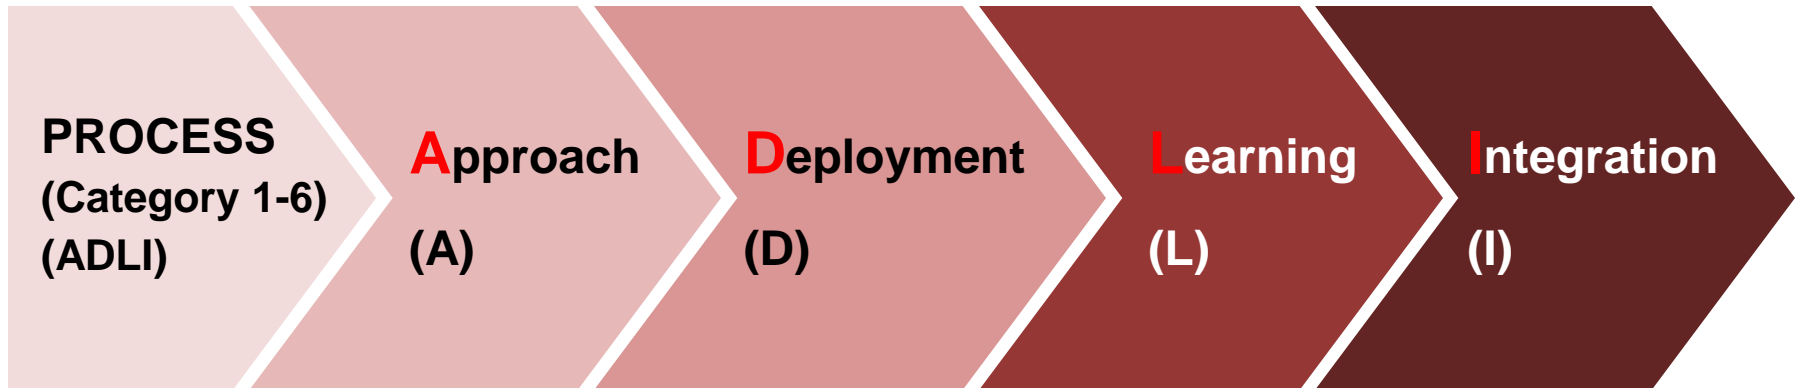 PROCESS
(Category 1-6)
(ADLI)
Approach
(A)
Deployment
(D)
Learning
(L)
Integration
(I)